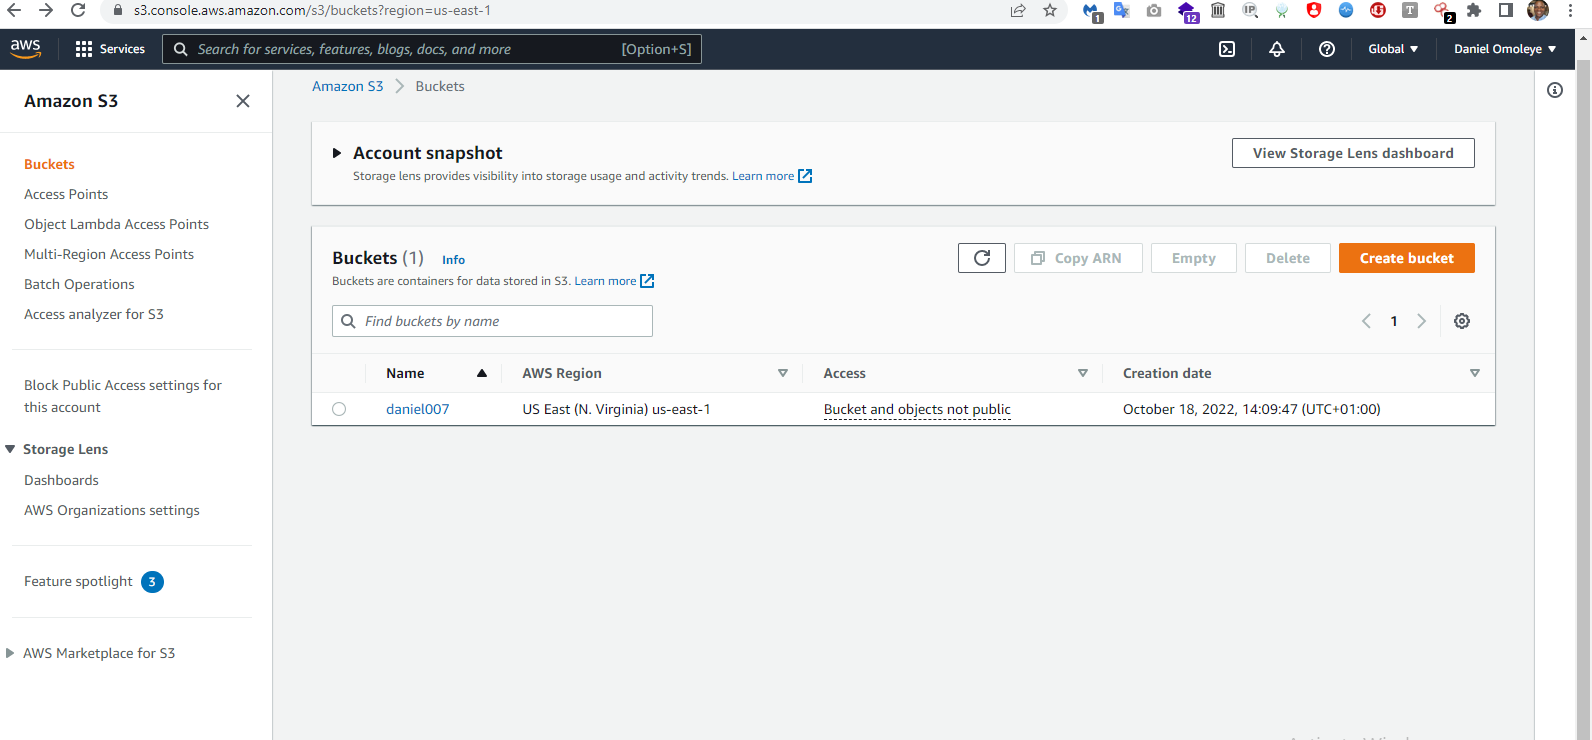 s3.console.aws.amazon.com/s3/buckets?region=us-east-1
1
12
IP
T
2
aws
Services
Search for services, features, blogs, docs, and more
[Option+S]
Global
Daniel Omoleye
Amazon S3
Buckets
Access Points
Object Lambda Access Points
Multi-Region Access Points
Batch Operations
Access analyzer for S3
Block Public Access settings for
this account
Storage Lens
Dashboards
AWS Organizations settings
Feature spotlight 3
AWS Marketplace for S3
Amazon S3 > Buckets
Account snapshot
Storage lens provides visibility into storage usage and activity trends. Learn more
View Storage Lens dashboard
Buckets (1) Info
Buckets are containers for data stored in S3. Learn more
Copy ARN
Empty
Delete
Create bucket
Find buckets by name
1
Name AWS Region Access Creation date
daniel007 US East (N. Virginia) us-east-1 Bucket and objects not public October 18, 2022, 14:09:47 (UTC+01:00)